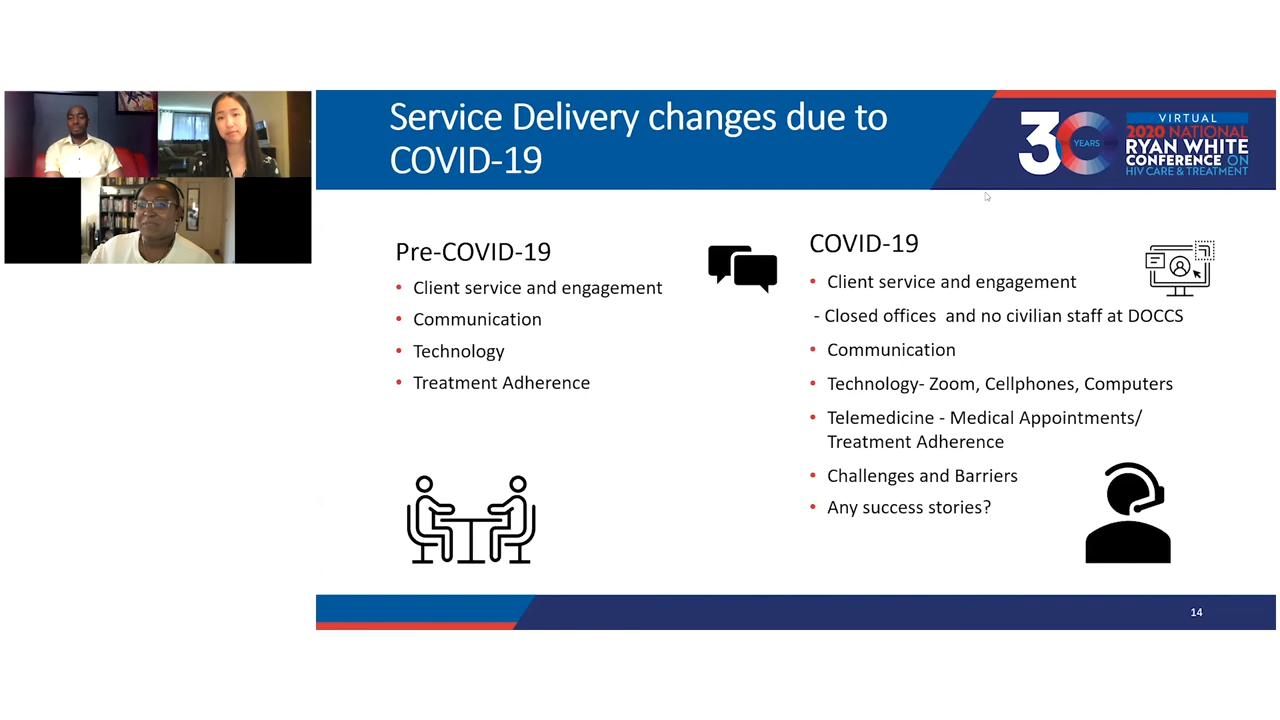 Service Delivery changes due to
COVID-19
30
YEARS
VIRTUAL
2020 NATIONAL
RYAN WHITE
CONFERENCE ON
HIV CARE & TREATMENT
Pre-COVID-19
• Client service and engagement
• Communication
• Technology
• Treatment Adherence
COVID-19
• Client service and engagement
- Closed offices and no civilian staff at DOCCS
• Communication
• Technology- Zoom, Cellphones, Computers
• Telemedicine - Medical Appointments/
Treatment Adherence
• Challenges and Barriers
• Any success stories?
14